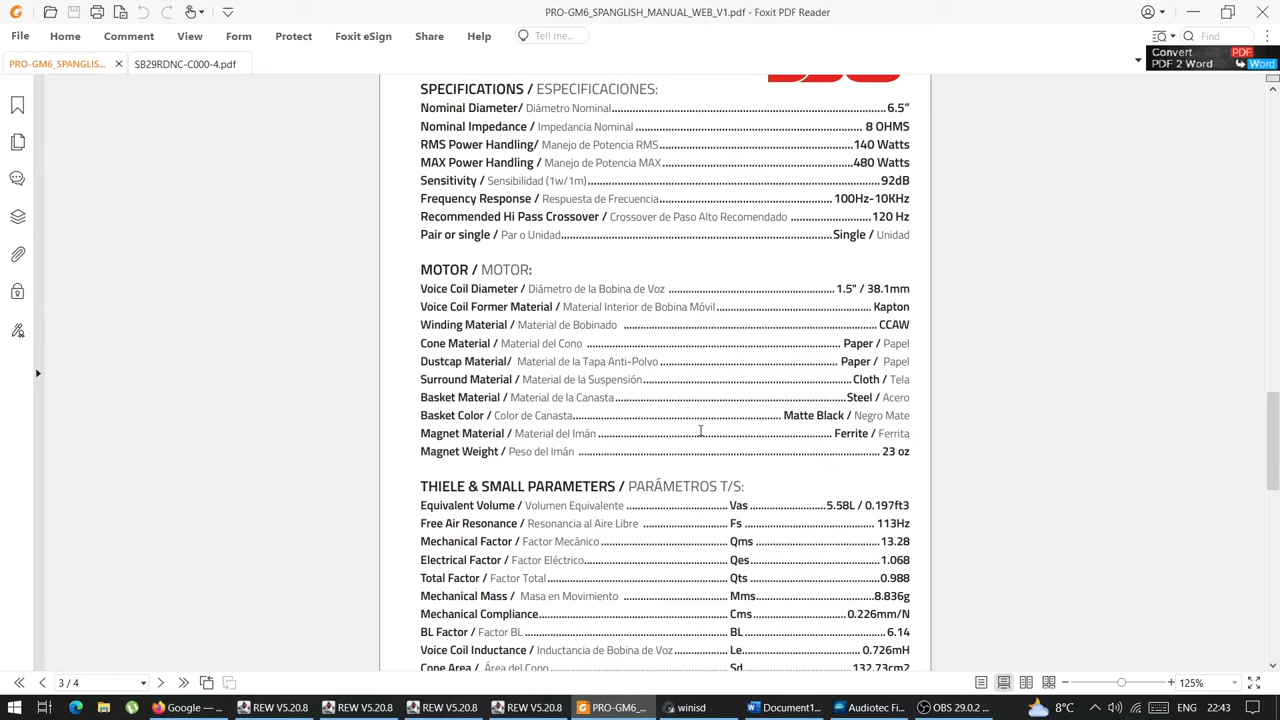 PRO-GM6_SPANGLISH_MANUAL_WEB_V1.pdf - Foxit PDF Reader
File Home Comment View Form Protect Foxit eSign Share Help Tell me... Find
PRO-GM6_SPANGLIS... SB29RDNC-C000-4.pdf
Convert PDF
PDF 2 Word Word
SPECIFICATIONS / ESPECIFICACIONES:
Nominal Diameter/ Diámetro Nominal 6.5"
Nominal Impedance / Impedancia Nominal 8 OHMS
RMS Power Handling/ Manejo de Potencia RMS 140 Watts
MAX Power Handling / Manejo de Potencia MAX 480 Watts
Sensitivity / Sensibilidad (1w/1m) 92dB
Frequency Response / Respuesta de Frecuencia 100Hz-10KHz
Recommended Hi Pass Crossover / Crossover de Paso Alto Recomendado 120 Hz
Pair or single / Par o Unidad Single / Unidad
MOTOR / MOTOR:
Voice Coil Diameter / Diámetro de la Bobina de Voz 1.5" / 38.1mm
Voice Coil Former Material / Material Interior de Bobina Móvil Kapton
Winding Material / Material de Bobinado CCAW
Cone Material / Material del Cono Paper / Papel
Dustcap Material/ Material de la Tapa Anti-Polvo Paper / Papel
Surround Material / Material de la Suspensión Cloth / Tela
Basket Material / Material de la Canasta Steel / Acero
Basket Color / Color de Canasta Matte Black / Negro Mate
Magnet Material / Material del Imán Ferrite / Ferrita
Magnet Weight / Peso del Imán 23 oz
THIELE & SMALL PARAMETERS / PARÁMETROS T/S:
Equivalent Volume / Volumen Equivalente Vas 5.58L / 0.197ft3
Free Air Resonance / Resonancia al Aire Libre Fs 113Hz
Mechanical Factor / Factor Mecánico Qms 13.28
Electrical Factor / Factor Eléctrico Qes 1.068
Total Factor / Factor Total Qts 0.988
Mechanical Mass / Masa en Movimiento Mms 8.836g
Mechanical Compliance Cms 0.226mm/N
BL Factor / Factor BL BL 6.14
Voice Coil Inductance / Inductancia de Bobina de Voz Le 0.726mH
Cone Area / Área del Cono Sd 132.73cm2
3 / 4 125%
Google — ... REW V5.20.8 REW V5.20.8 REW V5.20.8 REW V5.20.8 PRO-GM6_... winisd Document1... Audiotec Fi... OBS 29.0.2 ... 8°C ENG 22:43